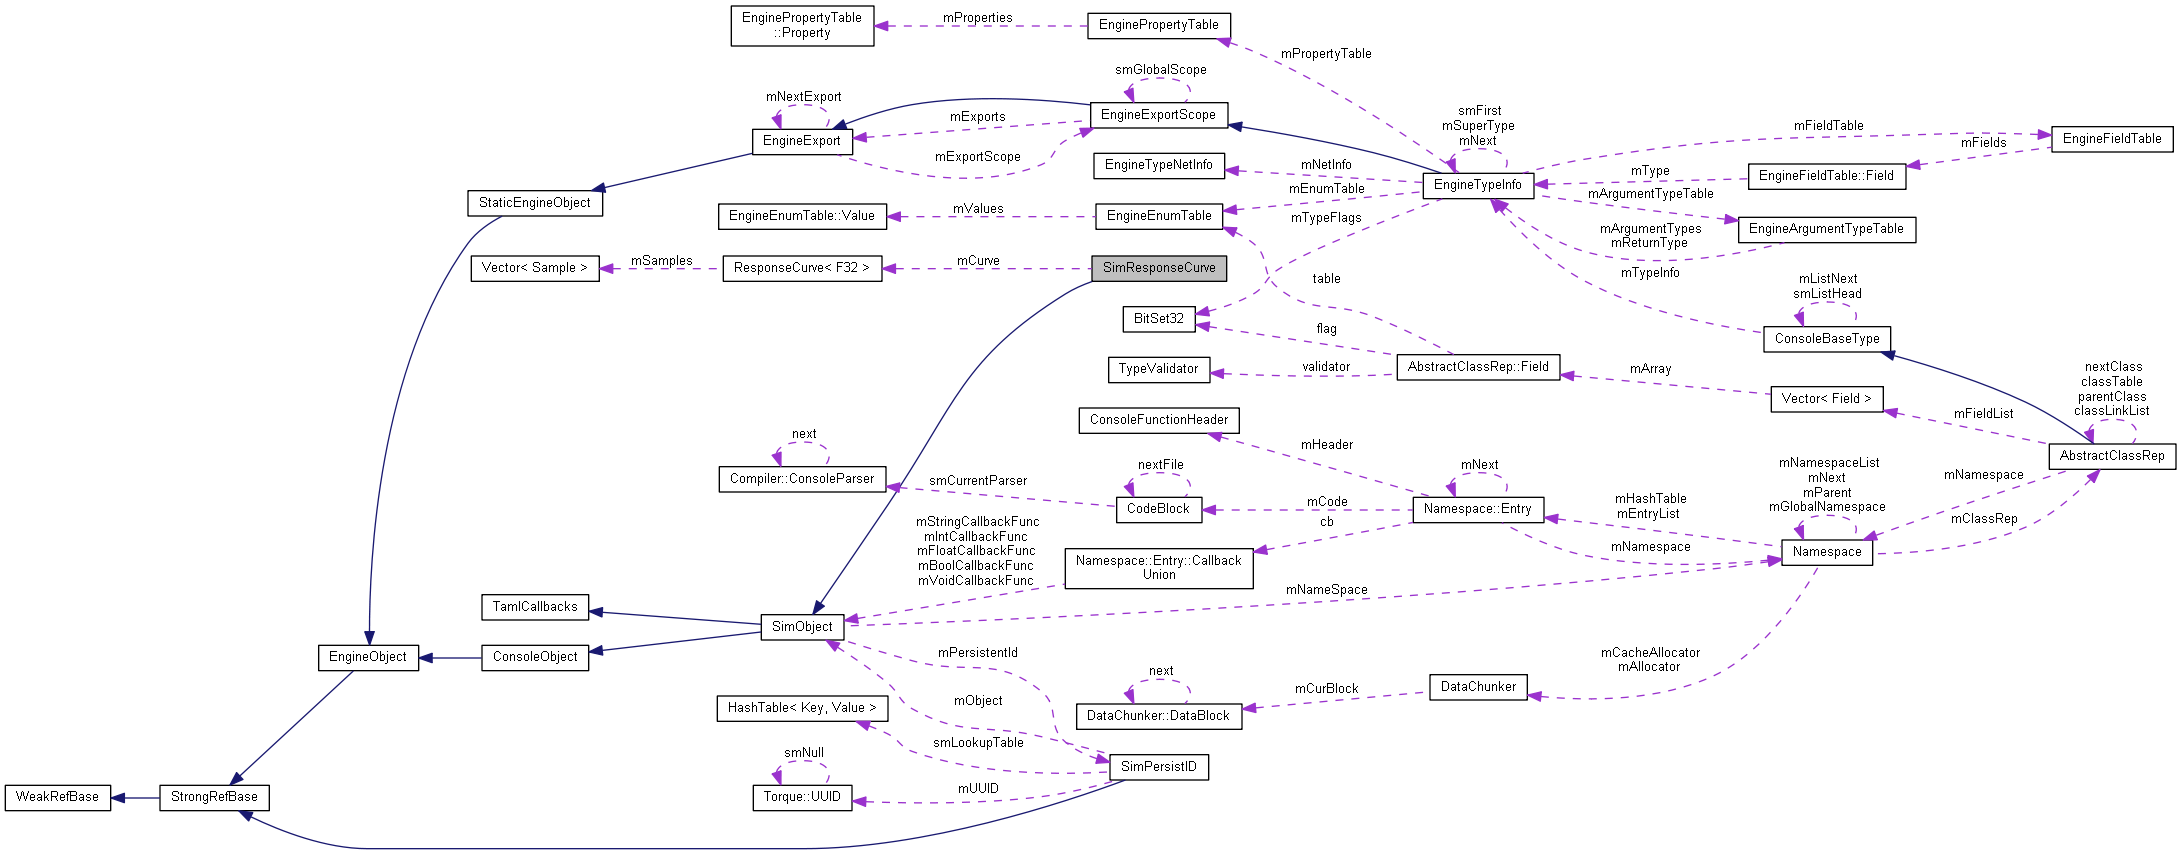 EnginePropertyTable
::Property
mProperties
EnginePropertyTable
mPropertyTable
smGlobalScope
mNextExport
EngineExportScope
mExports
EngineExport
mExportScope
smFirst
mSuperType
mNext
mFieldTable
EngineFieldTable
mFields
EngineTypeNetInfo
mNetInfo
EngineTypeInfo
mType
EngineFieldTable::Field
StaticEngineObject
mEnumTable
mArgumentTypeTable
EngineEnumTable::Value
mValues
EngineEnumTable
mTypeFlags
mArgumentTypes
mReturnType
EngineArgumentTypeTable
Vector< Sample >
mSamples
ResponseCurve< F32 >
mCurve
SimResponseCurve
table
mTypeInfo
mListNext
smListHead
BitSet32
flag
ConsoleBaseType
TypeValidator
validator
AbstractClassRep::Field
mArray
Vector< Field >
nextClass
classTable
parentClass
classLinkList
mFieldList
ConsoleFunctionHeader
mHeader
AbstractClassRep
next
Compiler::ConsoleParser
smCurrentParser
nextFile
CodeBlock
mCode
mNext
Namespace::Entry
cb
mHashTable
mEntryList
mNamespaceList
mNext
mParent
mGlobalNamespace
mNamespace
mClassRep
mStringCallbackFunc
mIntCallbackFunc
mFloatCallbackFunc
mBoolCallbackFunc
mVoidCallbackFunc
Namespace::Entry::Callback
Union
mNamespace
Namespace
mNameSpace
TamlCallbacks
SimObject
EngineObject
ConsoleObject
mPersistentId
mCacheAllocator
mAllocator
next
mCurBlock
DataChunker
HashTable< Key, Value >
mObject
DataChunker::DataBlock
smLookupTable
smNull
SimPersistID
mUUID
WeakRefBase
StrongRefBase
Torque::UUID